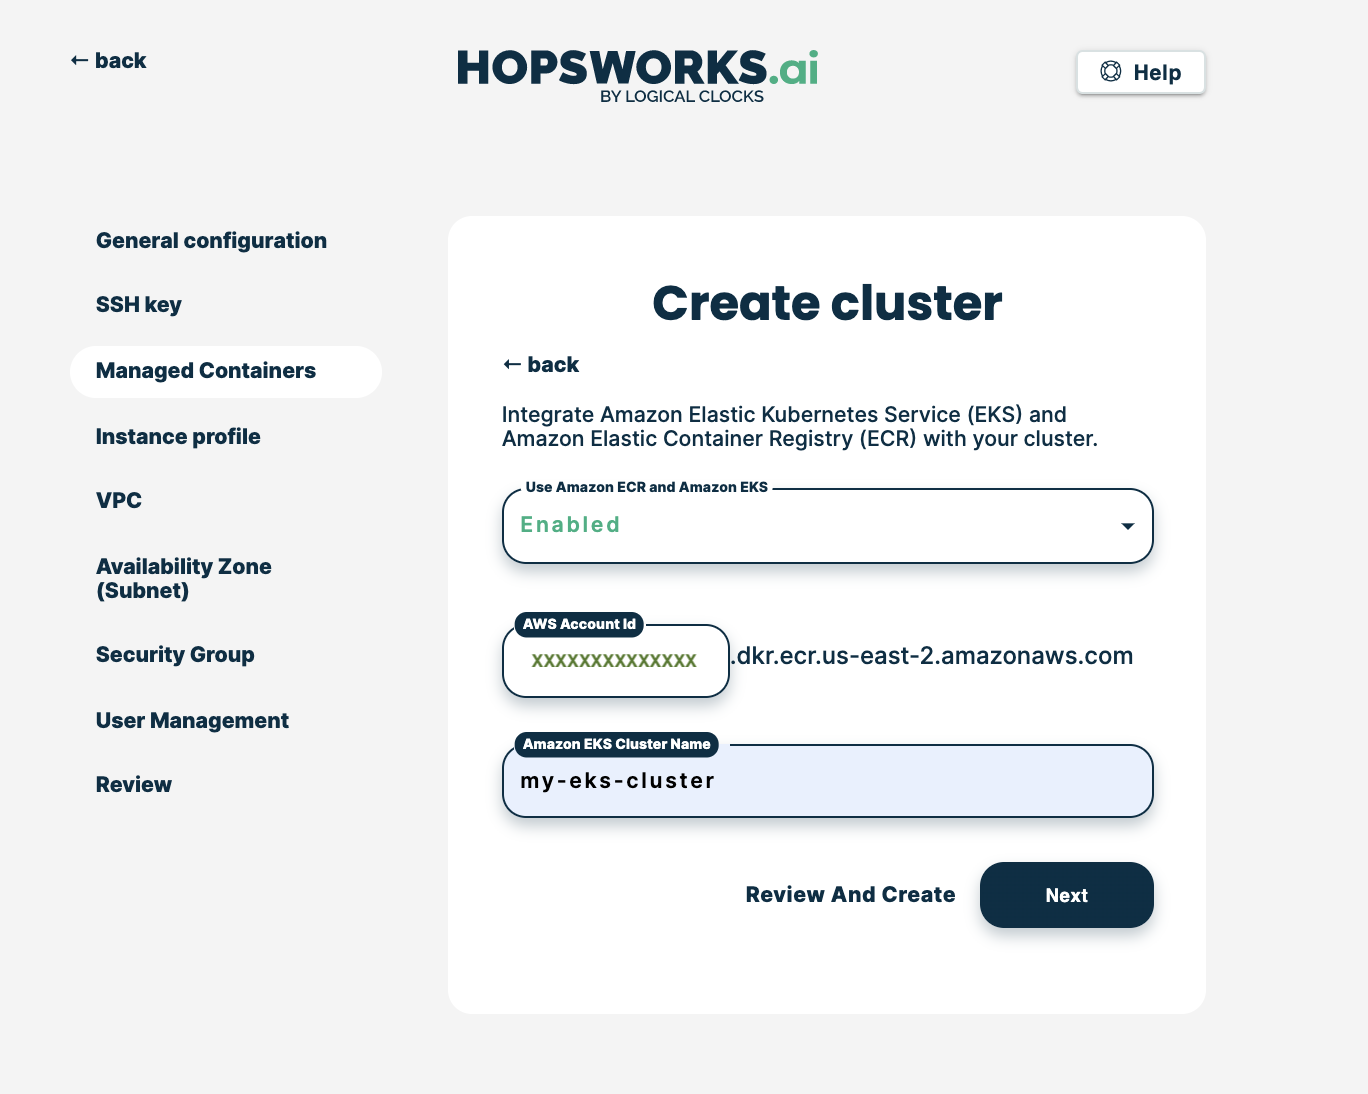 ← back
HOPSWORKS.ai
BY LOGICAL CLOCKS
Help
General configuration
SSH key
Managed Containers
Instance profile
VPC
Availability Zone
(Subnet)
Security Group
User Management
Review
Create cluster
← back
Integrate Amazon Elastic Kubernetes Service (EKS) and
Amazon Elastic Container Registry (ECR) with your cluster.
Use Amazon ECR and Amazon EKS
Enabled
AWS Account Id
XXXXXXXXXXXXXX.dkr.ecr.us-east-2.amazonaws.com
Amazon EKS Cluster Name
my-eks-cluster
Review And Create
Next